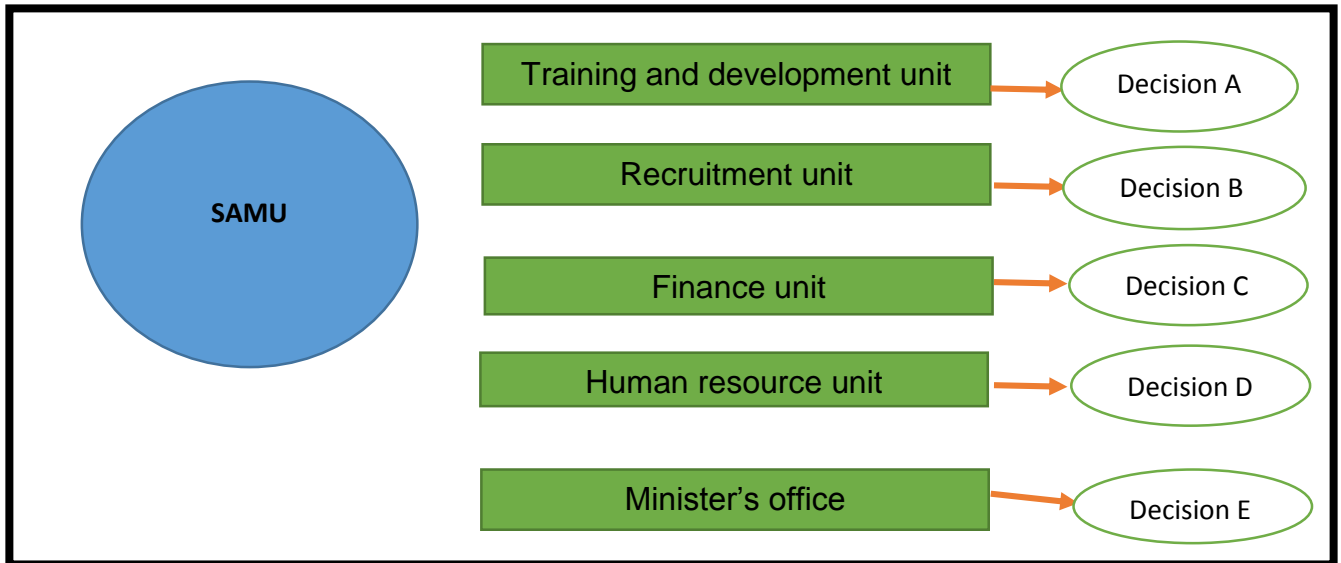 SAMU
Training and development unit
Decision A
Recruitment unit
Decision B
Finance unit
Decision C
Human resource unit
Decision D
Minister’s office
Decision E